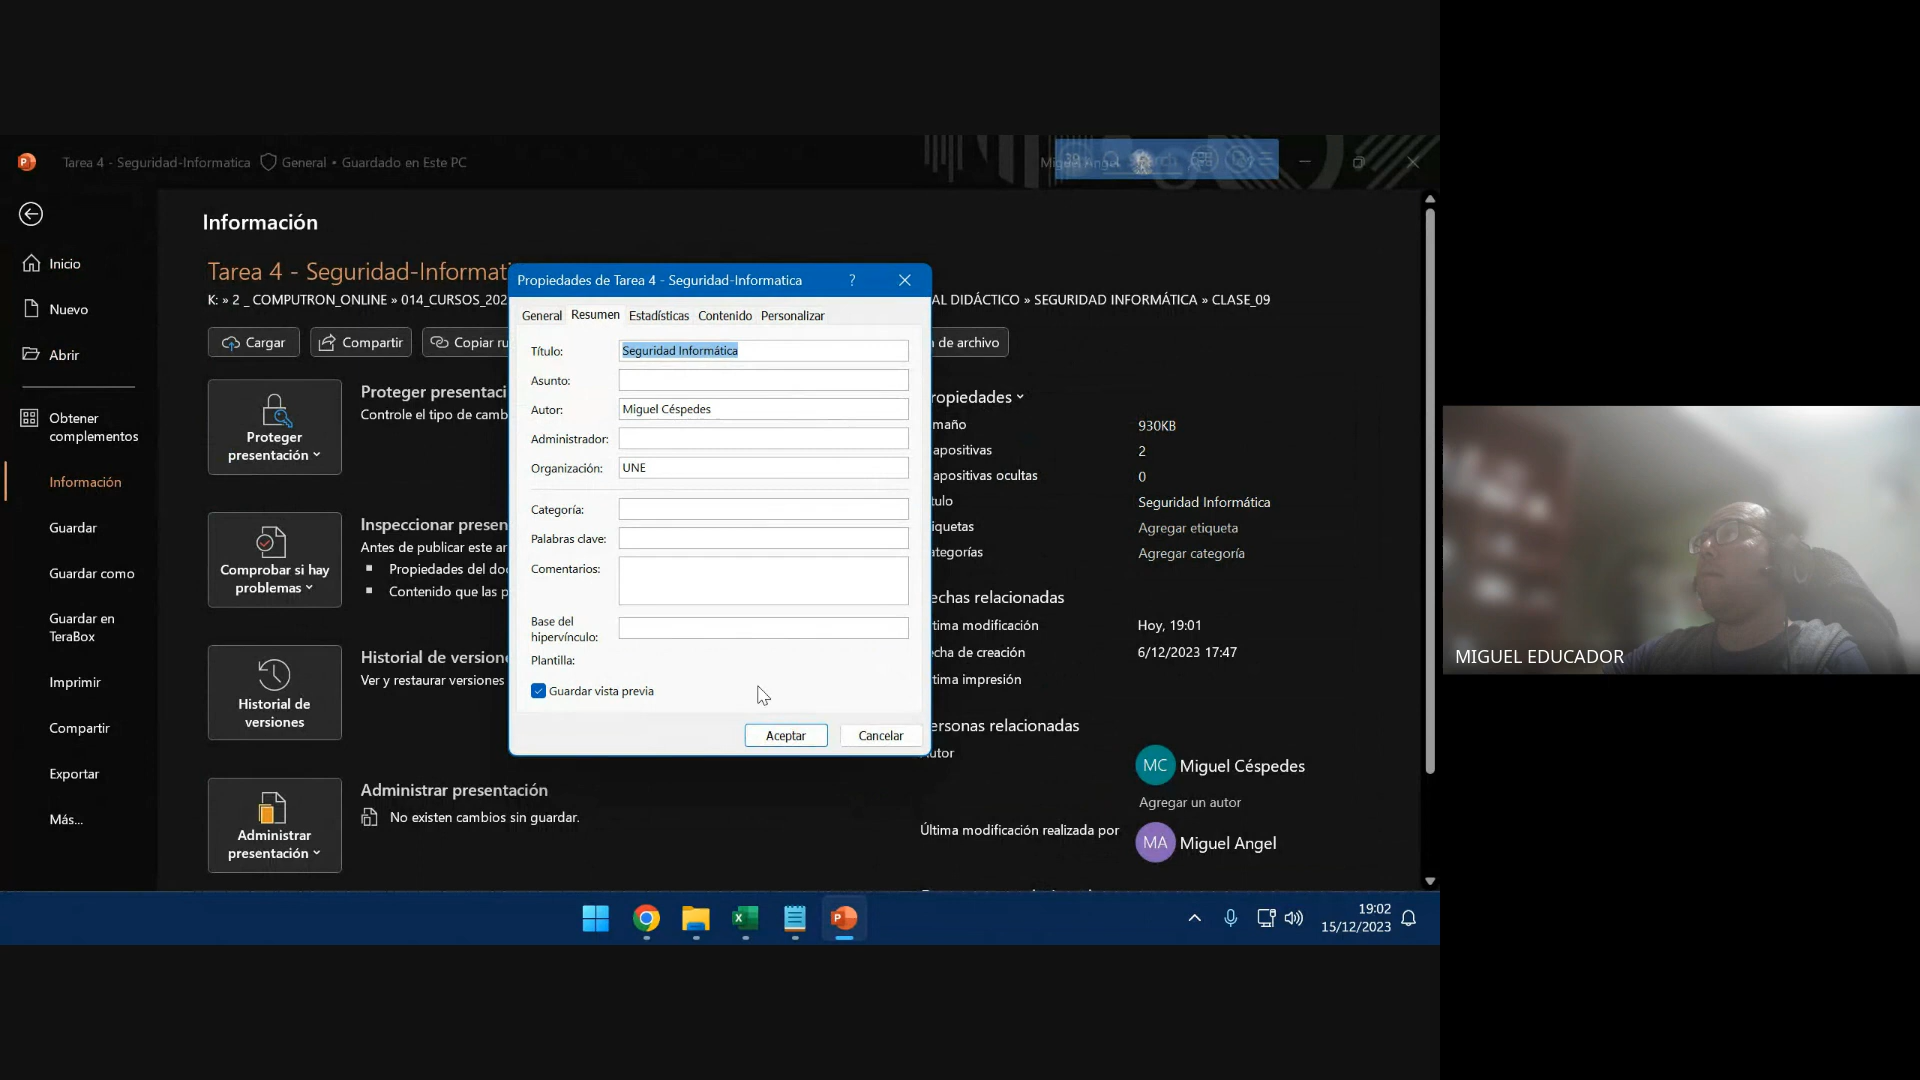 Tarea 4 - Seguridad-Informatica General • Guardado en Este PC
Información
Inicio
Nuevo
Abrir
Obtener
complementos
Información
Guardar
Guardar como
Guardar en
TeraBox
Imprimir
Compartir
Cerrar
Exportar
Más...
Tarea 4 - Seguridad-Informati
K: » 2 _ COMPUTRON_ONLINE » 014_CURSOS_202
AL DIDÁCTICO » SEGURIDAD INFORMÁTICA » CLASE_09
Cargar
Compartir
Copiar ru
n de archivo
Proteger
presentación
Proteger presentaci
Controle el tipo de camb
Comprobar si hay
problemas
Inspeccionar presen
Antes de publicar este ar
Propiedades del do
Contenido que las p
Historial de
versiones
Historial de version
Ver y restaurar versiones
Administrar
presentación
Administrar presentación
No existen cambios sin guardar.
Propiedades de Tarea 4 - Seguridad-Informatica ?
General Resumen Estadísticas Contenido Personalizar
Título: Seguridad Informática
Asunto:
Autor: Miguel Céspedes
Administrador:
Organización: UNE
Categoría:
Palabras clave:
Comentarios:
Base del
hipervínculo:
Plantilla:
Guardar vista previa
Aceptar Cancelar
ropiedades
maño 930KB
apositivas 2
apositivas ocultas 0
tulo Seguridad Informática
iquetas Agregar etiqueta
ategorías Agregar categoría
echas relacionadas
tima modificación Hoy, 19:01
cha de creación 6/12/2023 17:47
tima impresión
ersonas relacionadas
utor
MC Miguel Céspedes
Agregar un autor
Última modificación realizada por MA Miguel Angel
19:02
15/12/2023
MIGUEL EDUCADOR